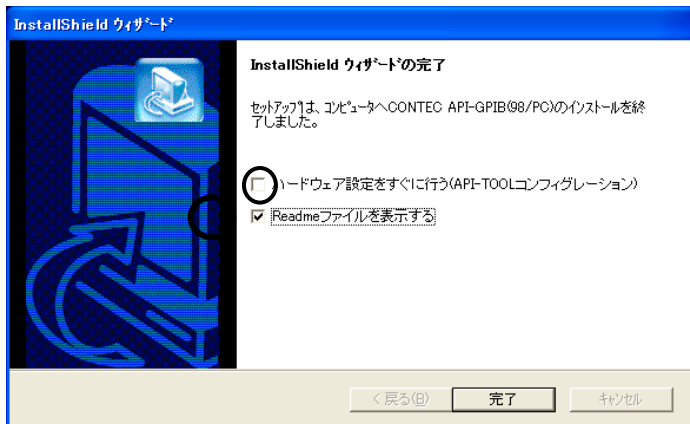 InstallShield ｳｨｻﾞｰﾄﾞ
InstallShield ｳｨｻﾞｰﾄﾞの完了
ｾｯﾄｱｯﾌﾟは、ｺﾝﾋﾟｭｰﾀへCONTEC API-GPIB(98/PC)のｲﾝｽﾄｰﾙを終
了しました。
ハードウェア設定をすぐに行う(API-TOOLコンフィグレーション)
Readmeファイルを表示する
< 戻る(B)
完了
ｷｬﾝｾﾙ